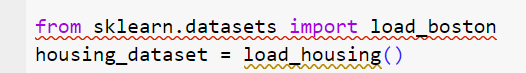 from sklearn.datasets import load_boston
housing_dataset = load_housing()